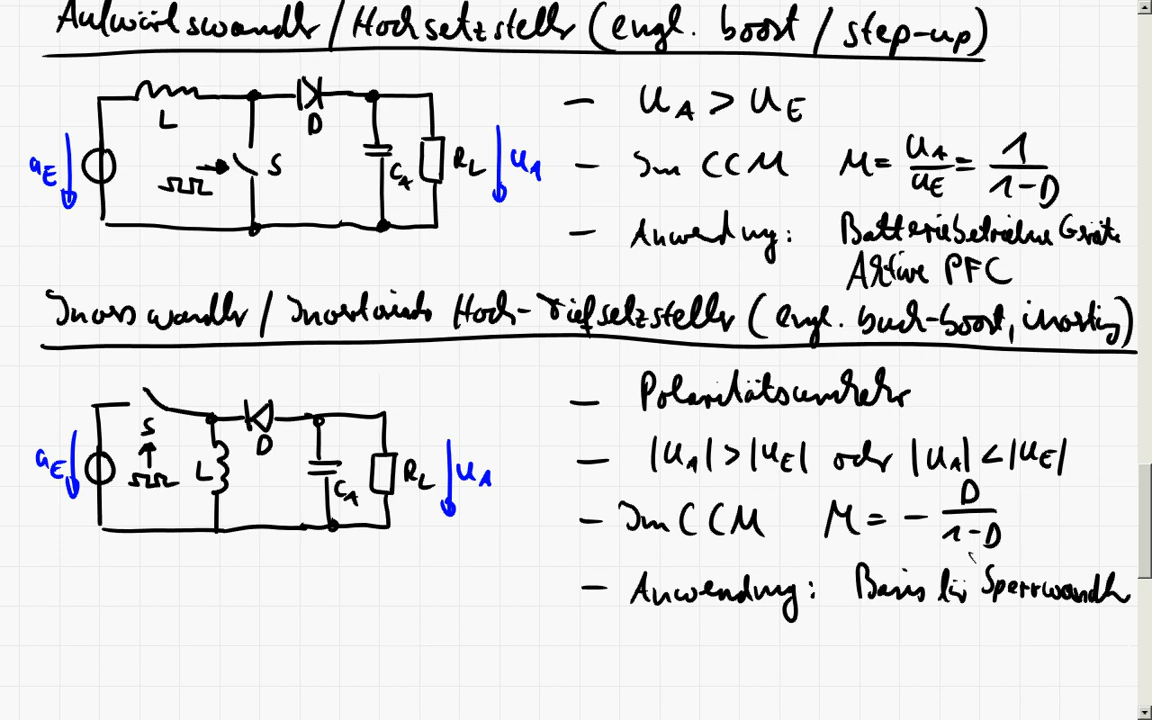 Aufwärtswandler / Hochsetzsteller (engl. boost / step-up)
L
D
S
C_A
R_L
u_E
u_A
- U_A > U_E
- Im CCM M = U_A/U_E = 1/(1-D)
- Anwendung: Batteriebetriebene Geräte
Aktive PFC
Inverswandler / Invertierender Hoch-Tiefsetzsteller (engl. buck-boost, inverting)
S
D
L
C_A
R_L
u_E
u_A
- Polaritätsumkehr
- |U_A| > |U_E| oder |U_A| < |U_E|
- Im CCM M = - D/(1-D)
- Anwendung: Basis für Sperrwandler